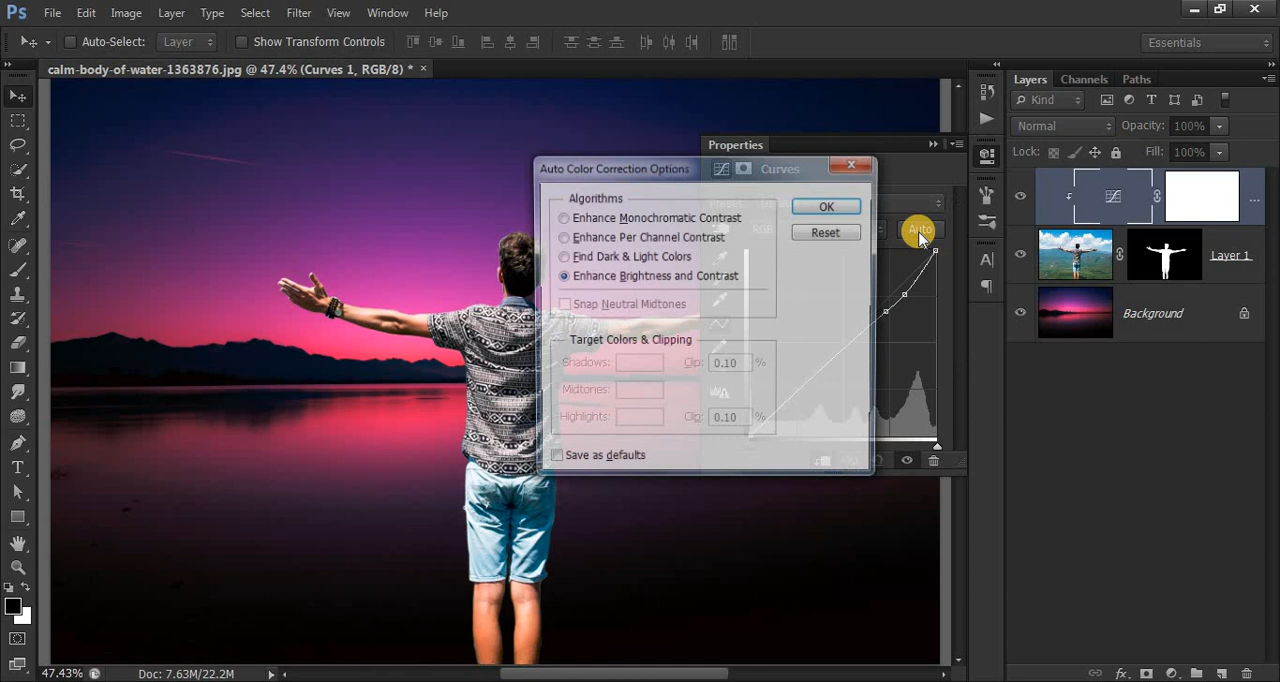 Ps File Edit Image Layer Type Select Filter View Window Help
Auto-Select: Layer Show Transform Controls Essentials
calm-body-of-water-1363876.jpg @ 47.4% (Curves 1, RGB/8) * ×
Layers Channels Paths
Kind
Normal Opacity: 100%
Lock: Fill: 100%
Layer 1
Background
Properties
Curves
Auto
RGB
Auto Color Correction Options
Algorithms
Enhance Monochromatic Contrast
Enhance Per Channel Contrast
Find Dark & Light Colors
Enhance Brightness and Contrast
Snap Neutral Midtones
OK
Reset
Target Colors & Clipping
Shadows: Clip: 0.10 %
Midtones:
Highlights: Clip: 0.10 %
Save as defaults
47.43% Doc: 7.63M/22.2M